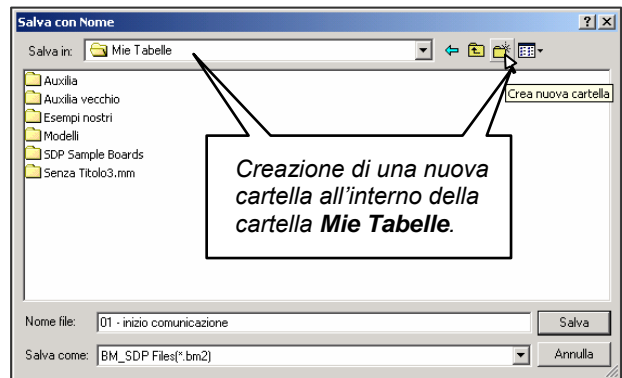 Salva con Nome
Salva in: Mie Tabelle
Auxilia
Auxilia vecchio
Esempi nostri
Modelli
SDP Sample Boards
Senza Titolo3.mm
Crea nuova cartella
Creazione di una nuova
cartella all'interno della
cartella Mie Tabelle.
Nome file: 01 - inizio comunicazione Salva
Salva come: BM_SDP Files(*.bm2) Annulla